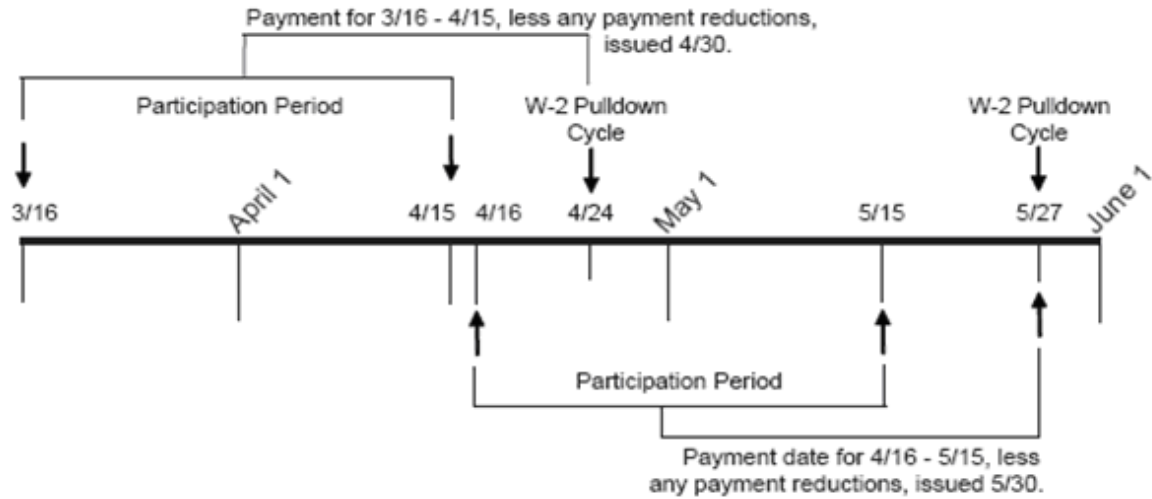 Payment for 3/16 - 4/15, less any payment reductions,
issued 4/30.
Participation Period
W-2 Pulldown
Cycle
W-2 Pulldown
Cycle
3/16
April 1
4/15
4/16
4/24
May 1
5/15
5/27
June 1
Participation Period
Payment date for 4/16 - 5/15, less
any payment reductions, issued 5/30.